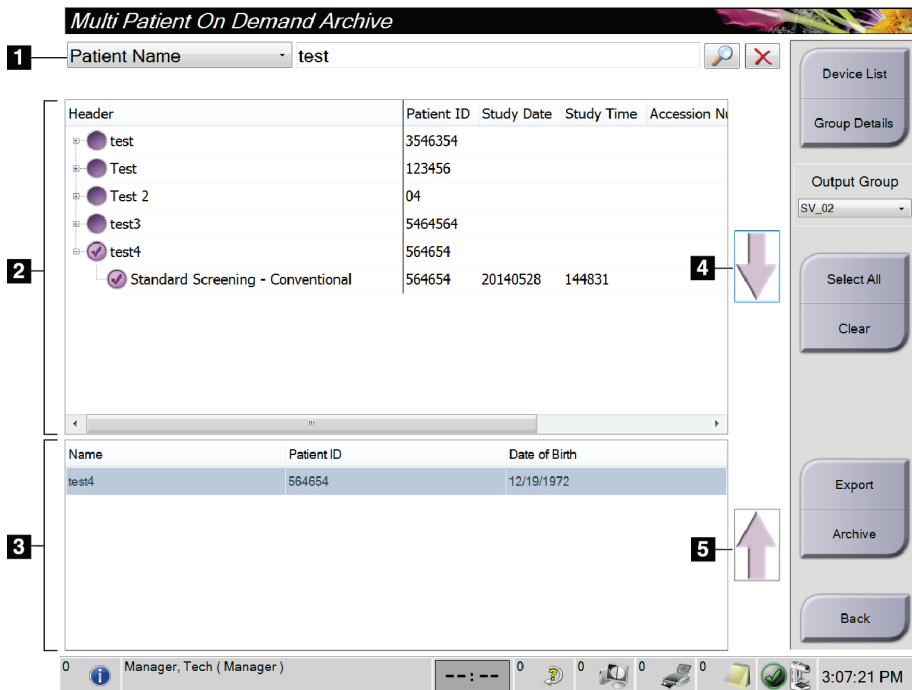 Multi Patient On Demand Archive
1 Patient Name test
Device List
Group Details
Output Group
SV_02
Header Patient ID Study Date Study Time Accession Nu
test 3546354
Test 123456
Test 2 04
test3 5464564
test4 564654
Standard Screening - Conventional 564654 20140528 144831
2
4
Select All
Clear
Name Patient ID Date of Birth
test4 564654 12/19/1972
3
5
Export
Archive
Back
0 Manager, Tech ( Manager ) --:-- 0 0 0 0 3:07:21 PM